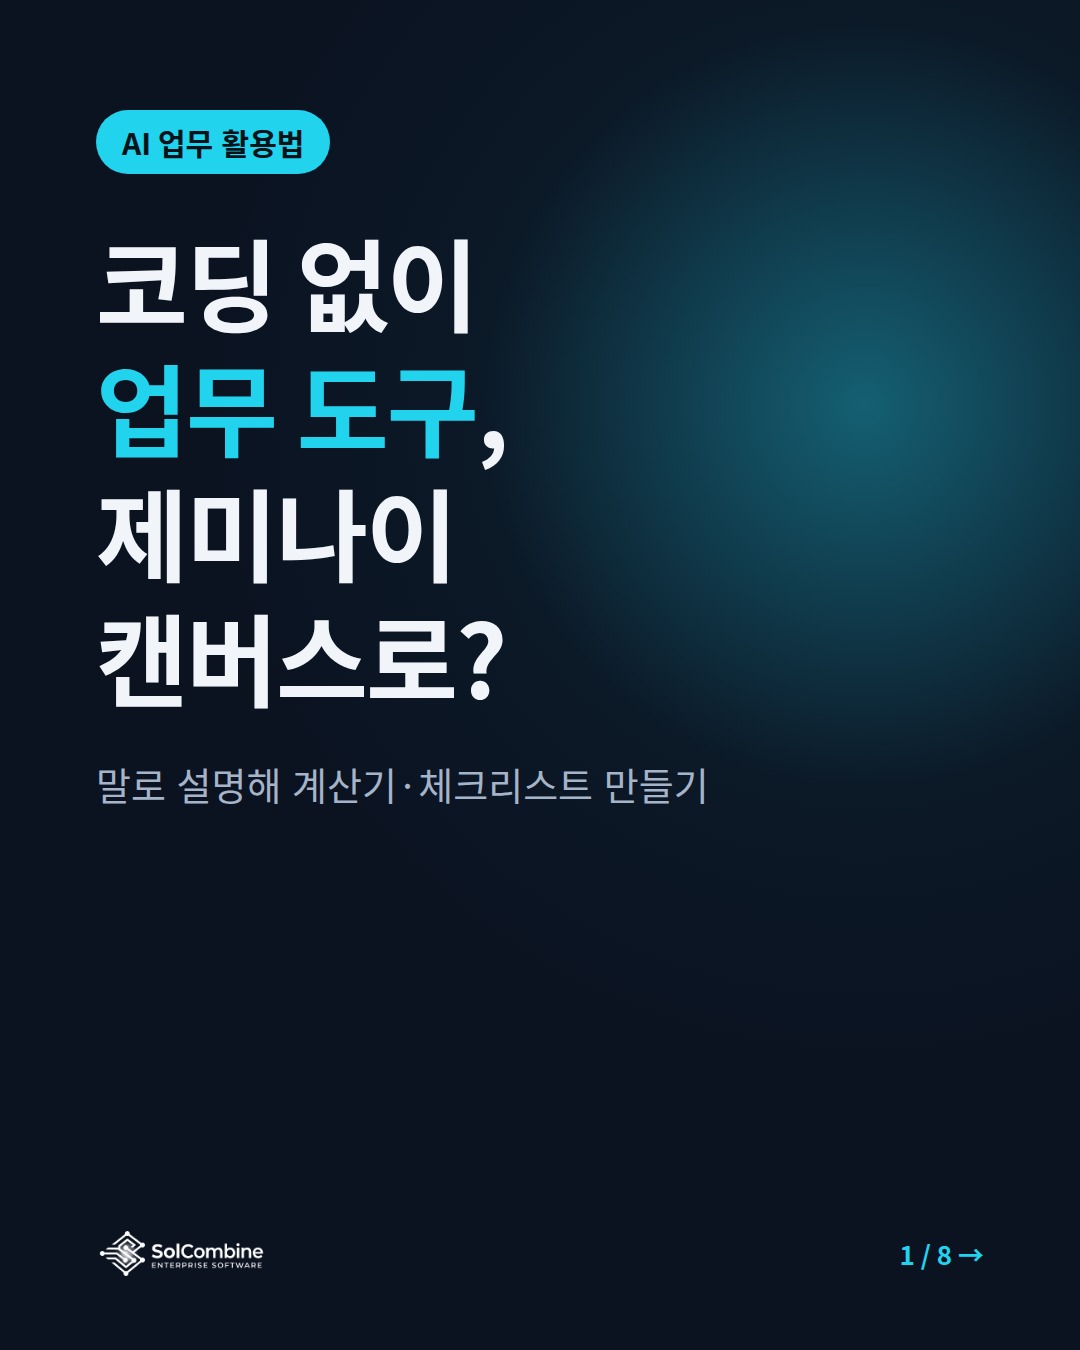 AI 업무 활용법
코딩 없이
업무 도구,
제미나이
캔버스로?
말로 설명해 계산기·체크리스트 만들기
SolCombine
ENTERPRISE SOFTWARE
1 / 8 →